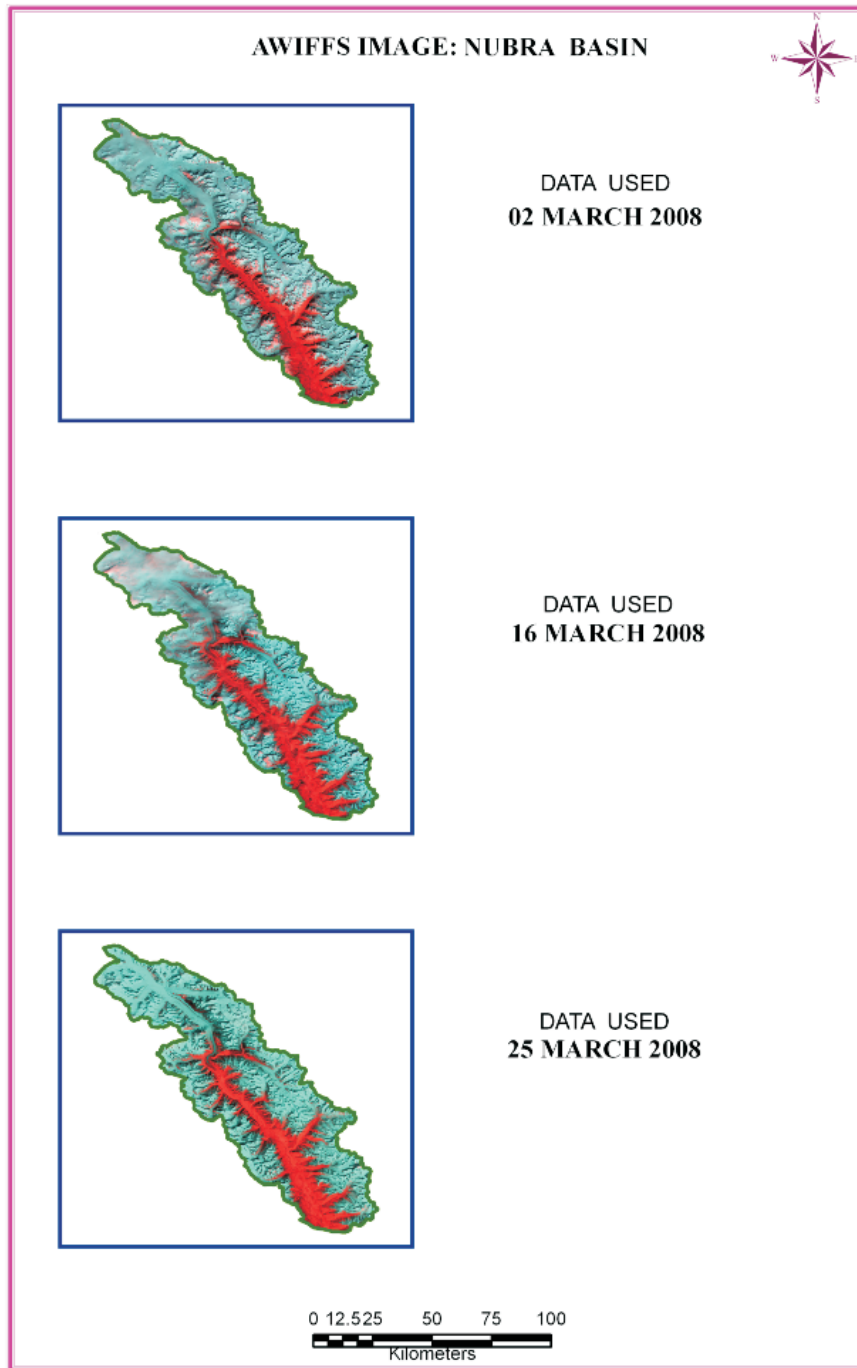 AWIFFS IMAGE: NUBRA BASIN
N
W
S
DATA USED
02 MARCH 2008
DATA USED
16 MARCH 2008
DATA USED
25 MARCH 2008
0 12.5 25 50 75 100
Kilometers